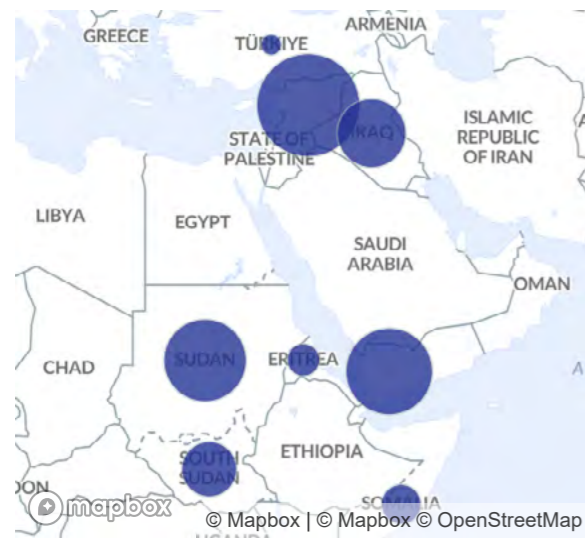 ARMENIA
GREECE
TÜRKIYE
ISLAMIC
REPUBLIC
OF IRAN
IRAQ
STATE OF
PALESTINE
LIBYA
EGYPT
SAUDI
ARABIA
OMAN
SUDAN
ERITREA
CHAD
ETHIOPIA
SOUTH
SUDAN
SOMALIA
mapbox
© Mapbox | © Mapbox © OpenStreetMap